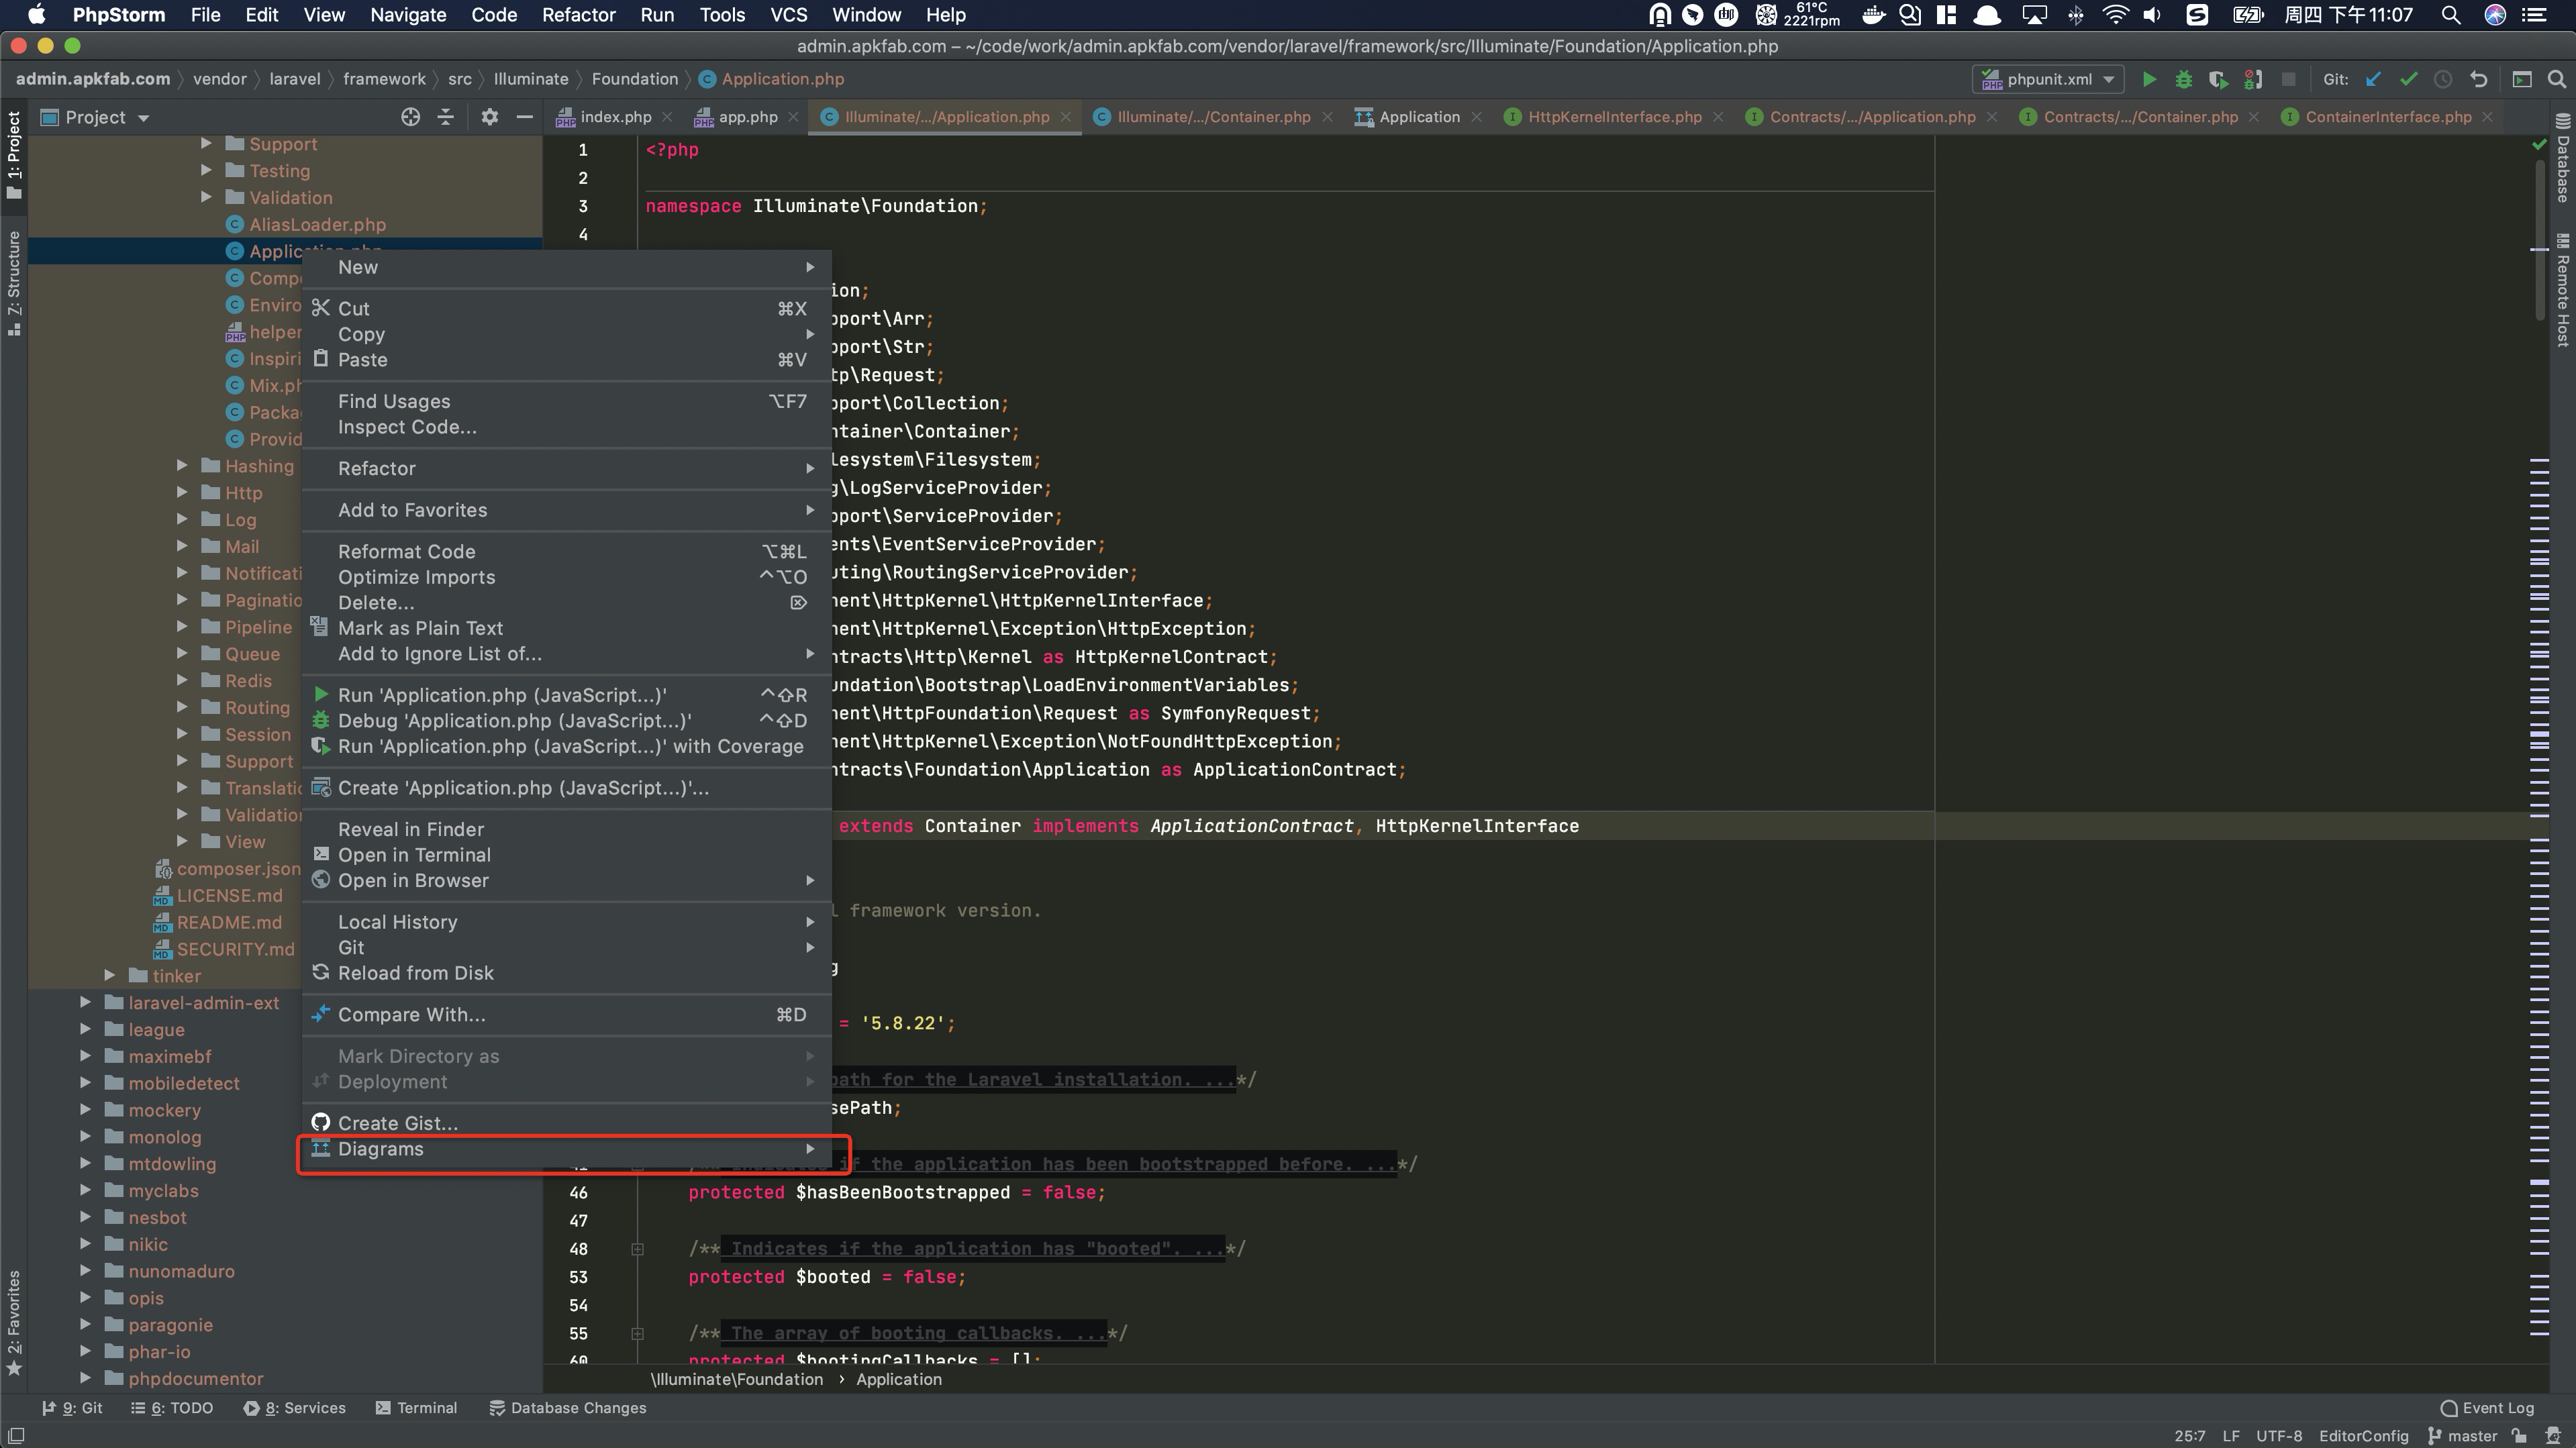 PhpStorm File Edit View Navigate Code Refactor Run Tools VCS Window Help 61°C 2221rpm 周四 下午11:07
admin.apkfab.com – ~/code/work/admin.apkfab.com/vendor/laravel/framework/src/Illuminate/Foundation/Application.php
admin.apkfab.com vendor laravel framework src Illuminate Foundation Application.php phpunit.xml Git:
Project index.php app.php Illuminate/.../Application.php Illuminate/.../Container.php Application HttpKernelInterface.php Contracts/.../Application.php Contracts/.../Container.php ContainerInterface.php
1: Project
Z: Structure
2: Favorites
Database
Remote Host
Support
Testing
Validation
AliasLoader.php
Application.php
Compo
Enviro
helper
Inspiri
Mix.ph
Packa
Provid
Hashing
Http
Log
Mail
Notificati
Paginatio
Pipeline
Queue
Redis
Routing
Session
Support
Translatio
Validation
View
composer.json
LICENSE.md
README.md
SECURITY.md
tinker
laravel-admin-ext
league
maximebf
mobiledetect
mockery
monolog
mtdowling
myclabs
nesbot
nikic
nunomaduro
opis
paragonie
phar-io
phpdocumentor
New
Cut ⌘X
Copy
Paste ⌘V
Find Usages ⌥F7
Inspect Code...
Refactor
Add to Favorites
Reformat Code ⌥⌘L
Optimize Imports ^⌥O
Delete... ⌦
Mark as Plain Text
Add to Ignore List of...
Run 'Application.php (JavaScript...)' ^⇧R
Debug 'Application.php (JavaScript...)' ^⇧D
Run 'Application.php (JavaScript...)' with Coverage
Create 'Application.php (JavaScript...)'...
Reveal in Finder
Open in Terminal
Open in Browser
Local History
Git
Reload from Disk
Compare With... ⌘D
Mark Directory as
Deployment
Create Gist...
Diagrams
1 <?php
2
3 namespace Illuminate\Foundation;
4
ion;
pport\Arr;
pport\Str;
tp\Request;
pport\Collection;
ntainer\Container;
lesystem\Filesystem;
g\LogServiceProvider;
pport\ServiceProvider;
ents\EventServiceProvider;
uting\RoutingServiceProvider;
nent\HttpKernel\HttpKernelInterface;
nent\HttpKernel\Exception\HttpException;
ntracts\Http\Kernel as HttpKernelContract;
undation\Bootstrap\LoadEnvironmentVariables;
nent\HttpFoundation\Request as SymfonyRequest;
nent\HttpKernel\Exception\NotFoundHttpException;
ntracts\Foundation\Application as ApplicationContract;
extends Container implements ApplicationContract, HttpKernelInterface
l framework version.
g
= '5.8.22';
path for the Laravel installation. ...*/
sePath;
41 /** Indicates if the application has been bootstrapped before. ...*/
46 protected $hasBeenBootstrapped = false;
47
48 /** Indicates if the application has "booted". ...*/
53 protected $booted = false;
54
55 /** The array of booting callbacks. ...*/
60 protected $bootingCallbacks = [];
\Illuminate\Foundation › Application
9: Git 6: TODO 8: Services Terminal Database Changes Event Log
25:7 LF UTF-8 EditorConfig master